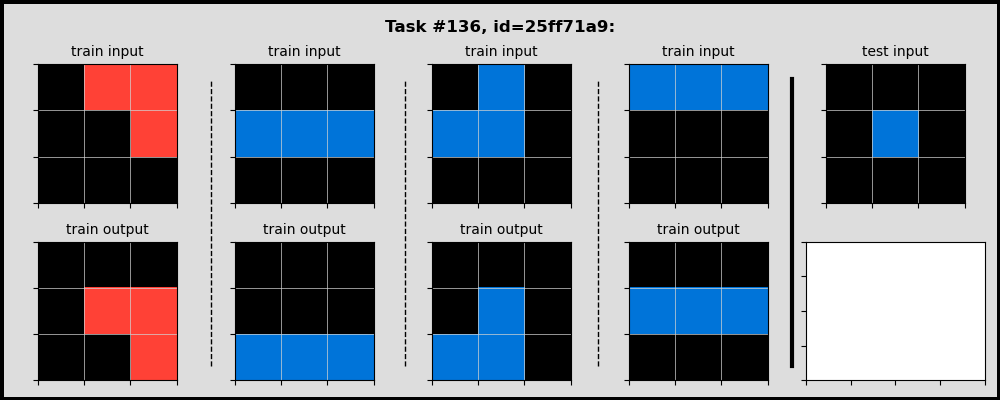 Task #136, id=25ff71a9:
train input train input train input train input test input
train output train output train output train output